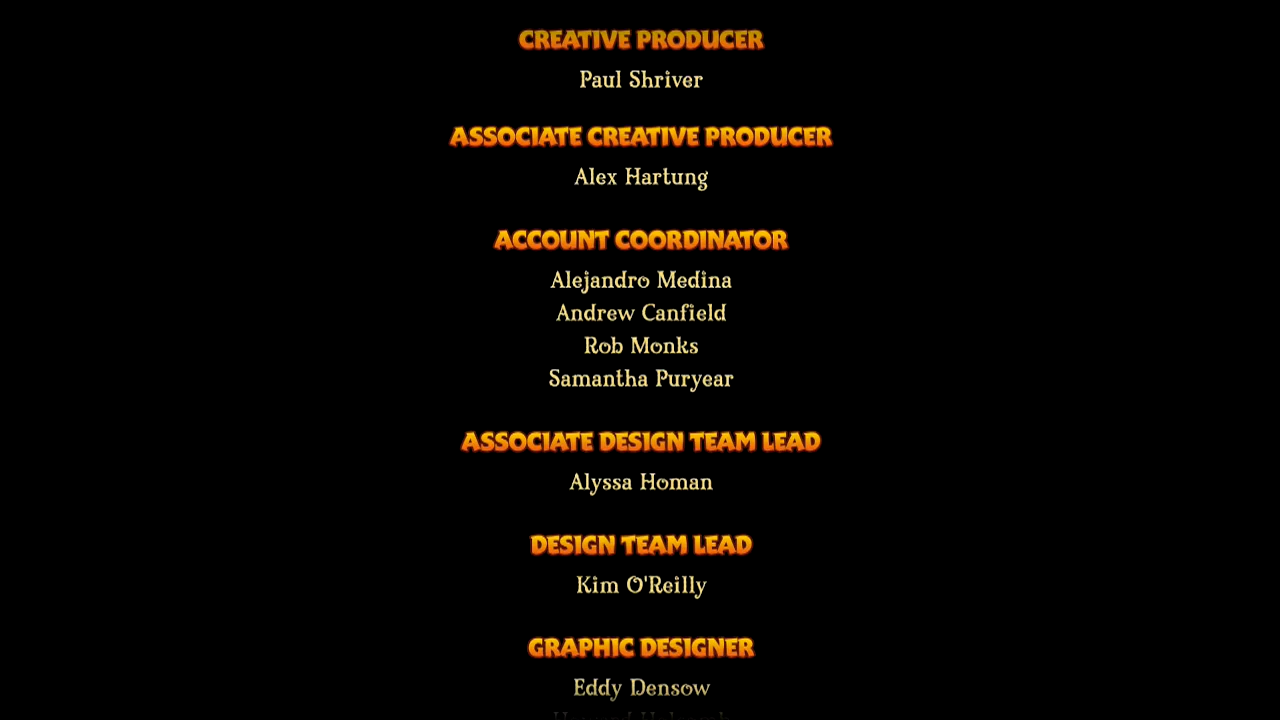 CREATIVE PRODUCER
Paul Shriver
ASSOCIATE CREATIVE PRODUCER
Alex Hartung
ACCOUNT COORDINATOR
Alejandro Medina
Andrew Canfield
Rob Monks
Samantha Puryear
ASSOCIATE DESIGN TEAM LEAD
Alyssa Homan
DESIGN TEAM LEAD
Kim O'Reilly
GRAPHIC DESIGNER
Eddy Densow